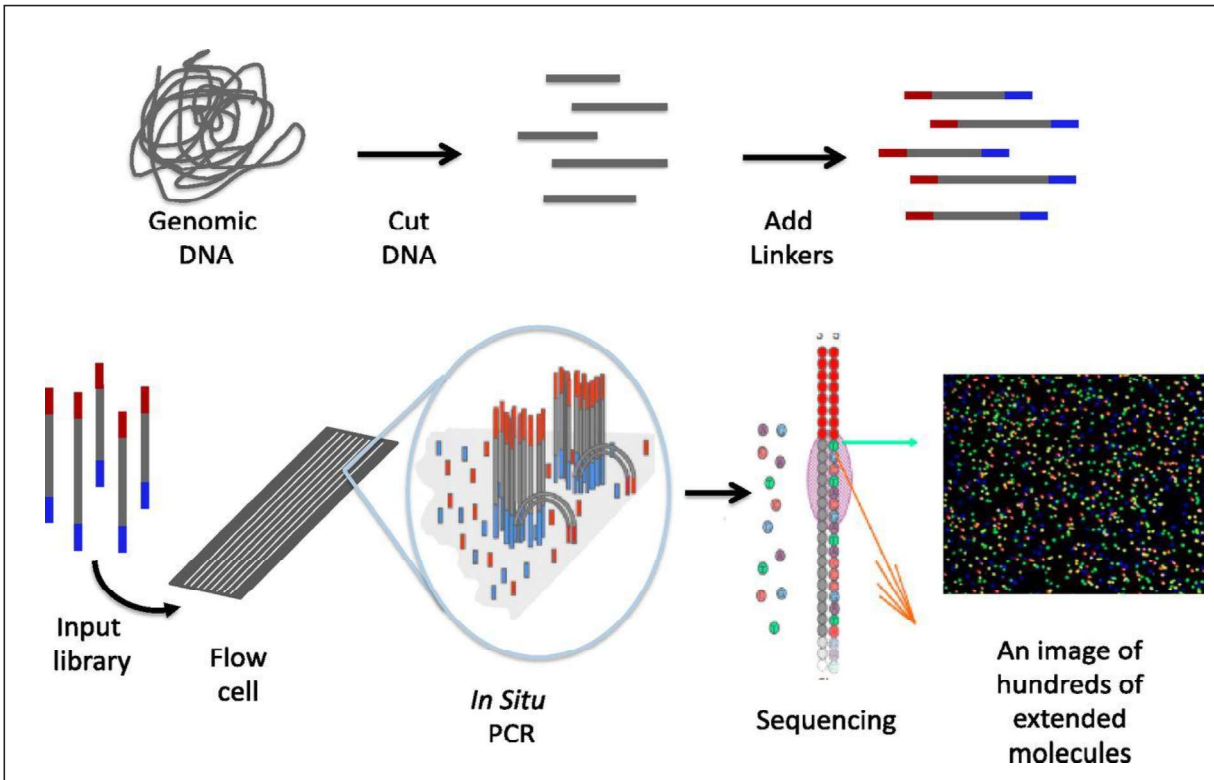 Genomic
DNA
Cut
DNA
Add
Linkers
Input
library
Flow
cell
In Situ
PCR
Sequencing
An image of
hundreds of
extended
molecules